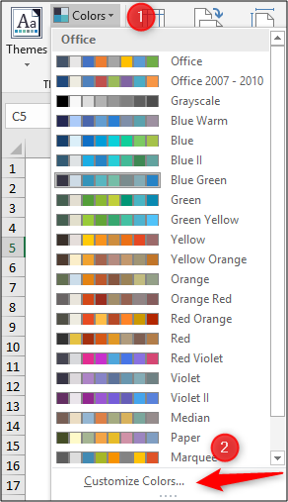 Aa
Colors
1
Themes
Office
Office
Office 2007 - 2010
Grayscale
Blue Warm
Blue
Blue II
Blue Green
Green
Green Yellow
Yellow
Yellow Orange
Orange
Orange Red
Red Orange
Red
Red Violet
Violet
Violet II
Median
Paper
Marquee
2
Customize Colors...
C5
1
2
3
4
5
6
7
8
9
10
11
12
13
14
15
16
17